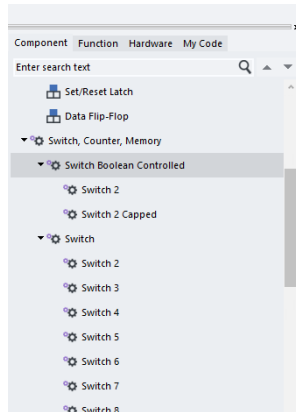 Component Function Hardware My Code
Enter search text
Set/Reset Latch
Data Flip-Flop
Switch, Counter, Memory
Switch Boolean Controlled
Switch 2
Switch 2 Capped
Switch
Switch 2
Switch 3
Switch 4
Switch 5
Switch 6
Switch 7
Switch 8